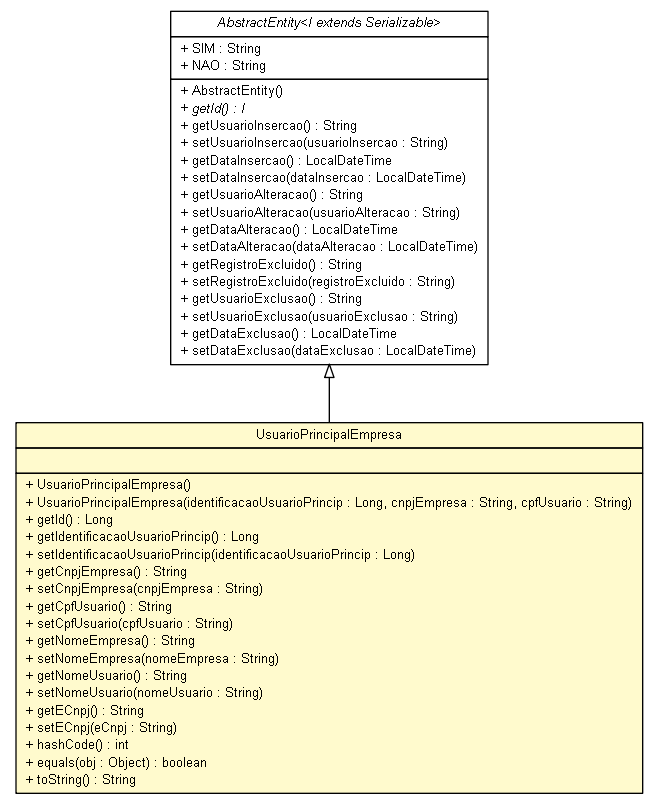 AbstractEntity<I extends Serializable>
+ SIM : String
+ NAO : String
+ AbstractEntity()
+ getId() : I
+ getUsuarioInsercao() : String
+ setUsuarioInsercao(usuarioInsercao : String)
+ getDataInsercao() : LocalDateTime
+ setDataInsercao(dataInsercao : LocalDateTime)
+ getUsuarioAlteracao() : String
+ setUsuarioAlteracao(usuarioAlteracao : String)
+ getDataAlteracao() : LocalDateTime
+ setDataAlteracao(dataAlteracao : LocalDateTime)
+ getRegistroExcluido() : String
+ setRegistroExcluido(registroExcluido : String)
+ getUsuarioExclusao() : String
+ setUsuarioExclusao(usuarioExclusao : String)
+ getDataExclusao() : LocalDateTime
+ setDataExclusao(dataExclusao : LocalDateTime)
UsuarioPrincipalEmpresa
+ UsuarioPrincipalEmpresa()
+ UsuarioPrincipalEmpresa(identificacaoUsuarioPrincip : Long, cnpjEmpresa : String, cpfUsuario : String)
+ getId() : Long
+ getIdentificacaoUsuarioPrincip() : Long
+ setIdentificacaoUsuarioPrincip(identificacaoUsuarioPrincip : Long)
+ getCnpjEmpresa() : String
+ setCnpjEmpresa(cnpjEmpresa : String)
+ getCpfUsuario() : String
+ setCpfUsuario(cpfUsuario : String)
+ getNomeEmpresa() : String
+ setNomeEmpresa(nomeEmpresa : String)
+ getNomeUsuario() : String
+ setNomeUsuario(nomeUsuario : String)
+ getECnpj() : String
+ setECnpj(eCnpj : String)
+ hashCode() : int
+ equals(obj : Object) : boolean
+ toString() : String